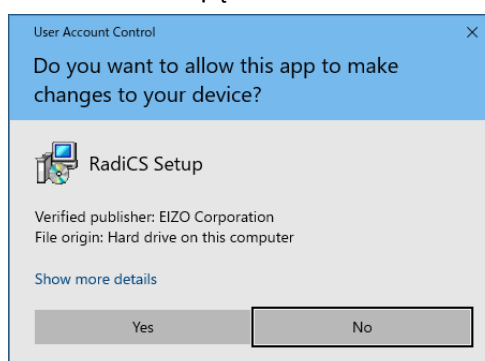 User Account Control
Do you want to allow this app to make
changes to your device?
RadiCS Setup
Verified publisher: EIZO Corporation
File origin: Hard drive on this computer
Show more details
Yes
No